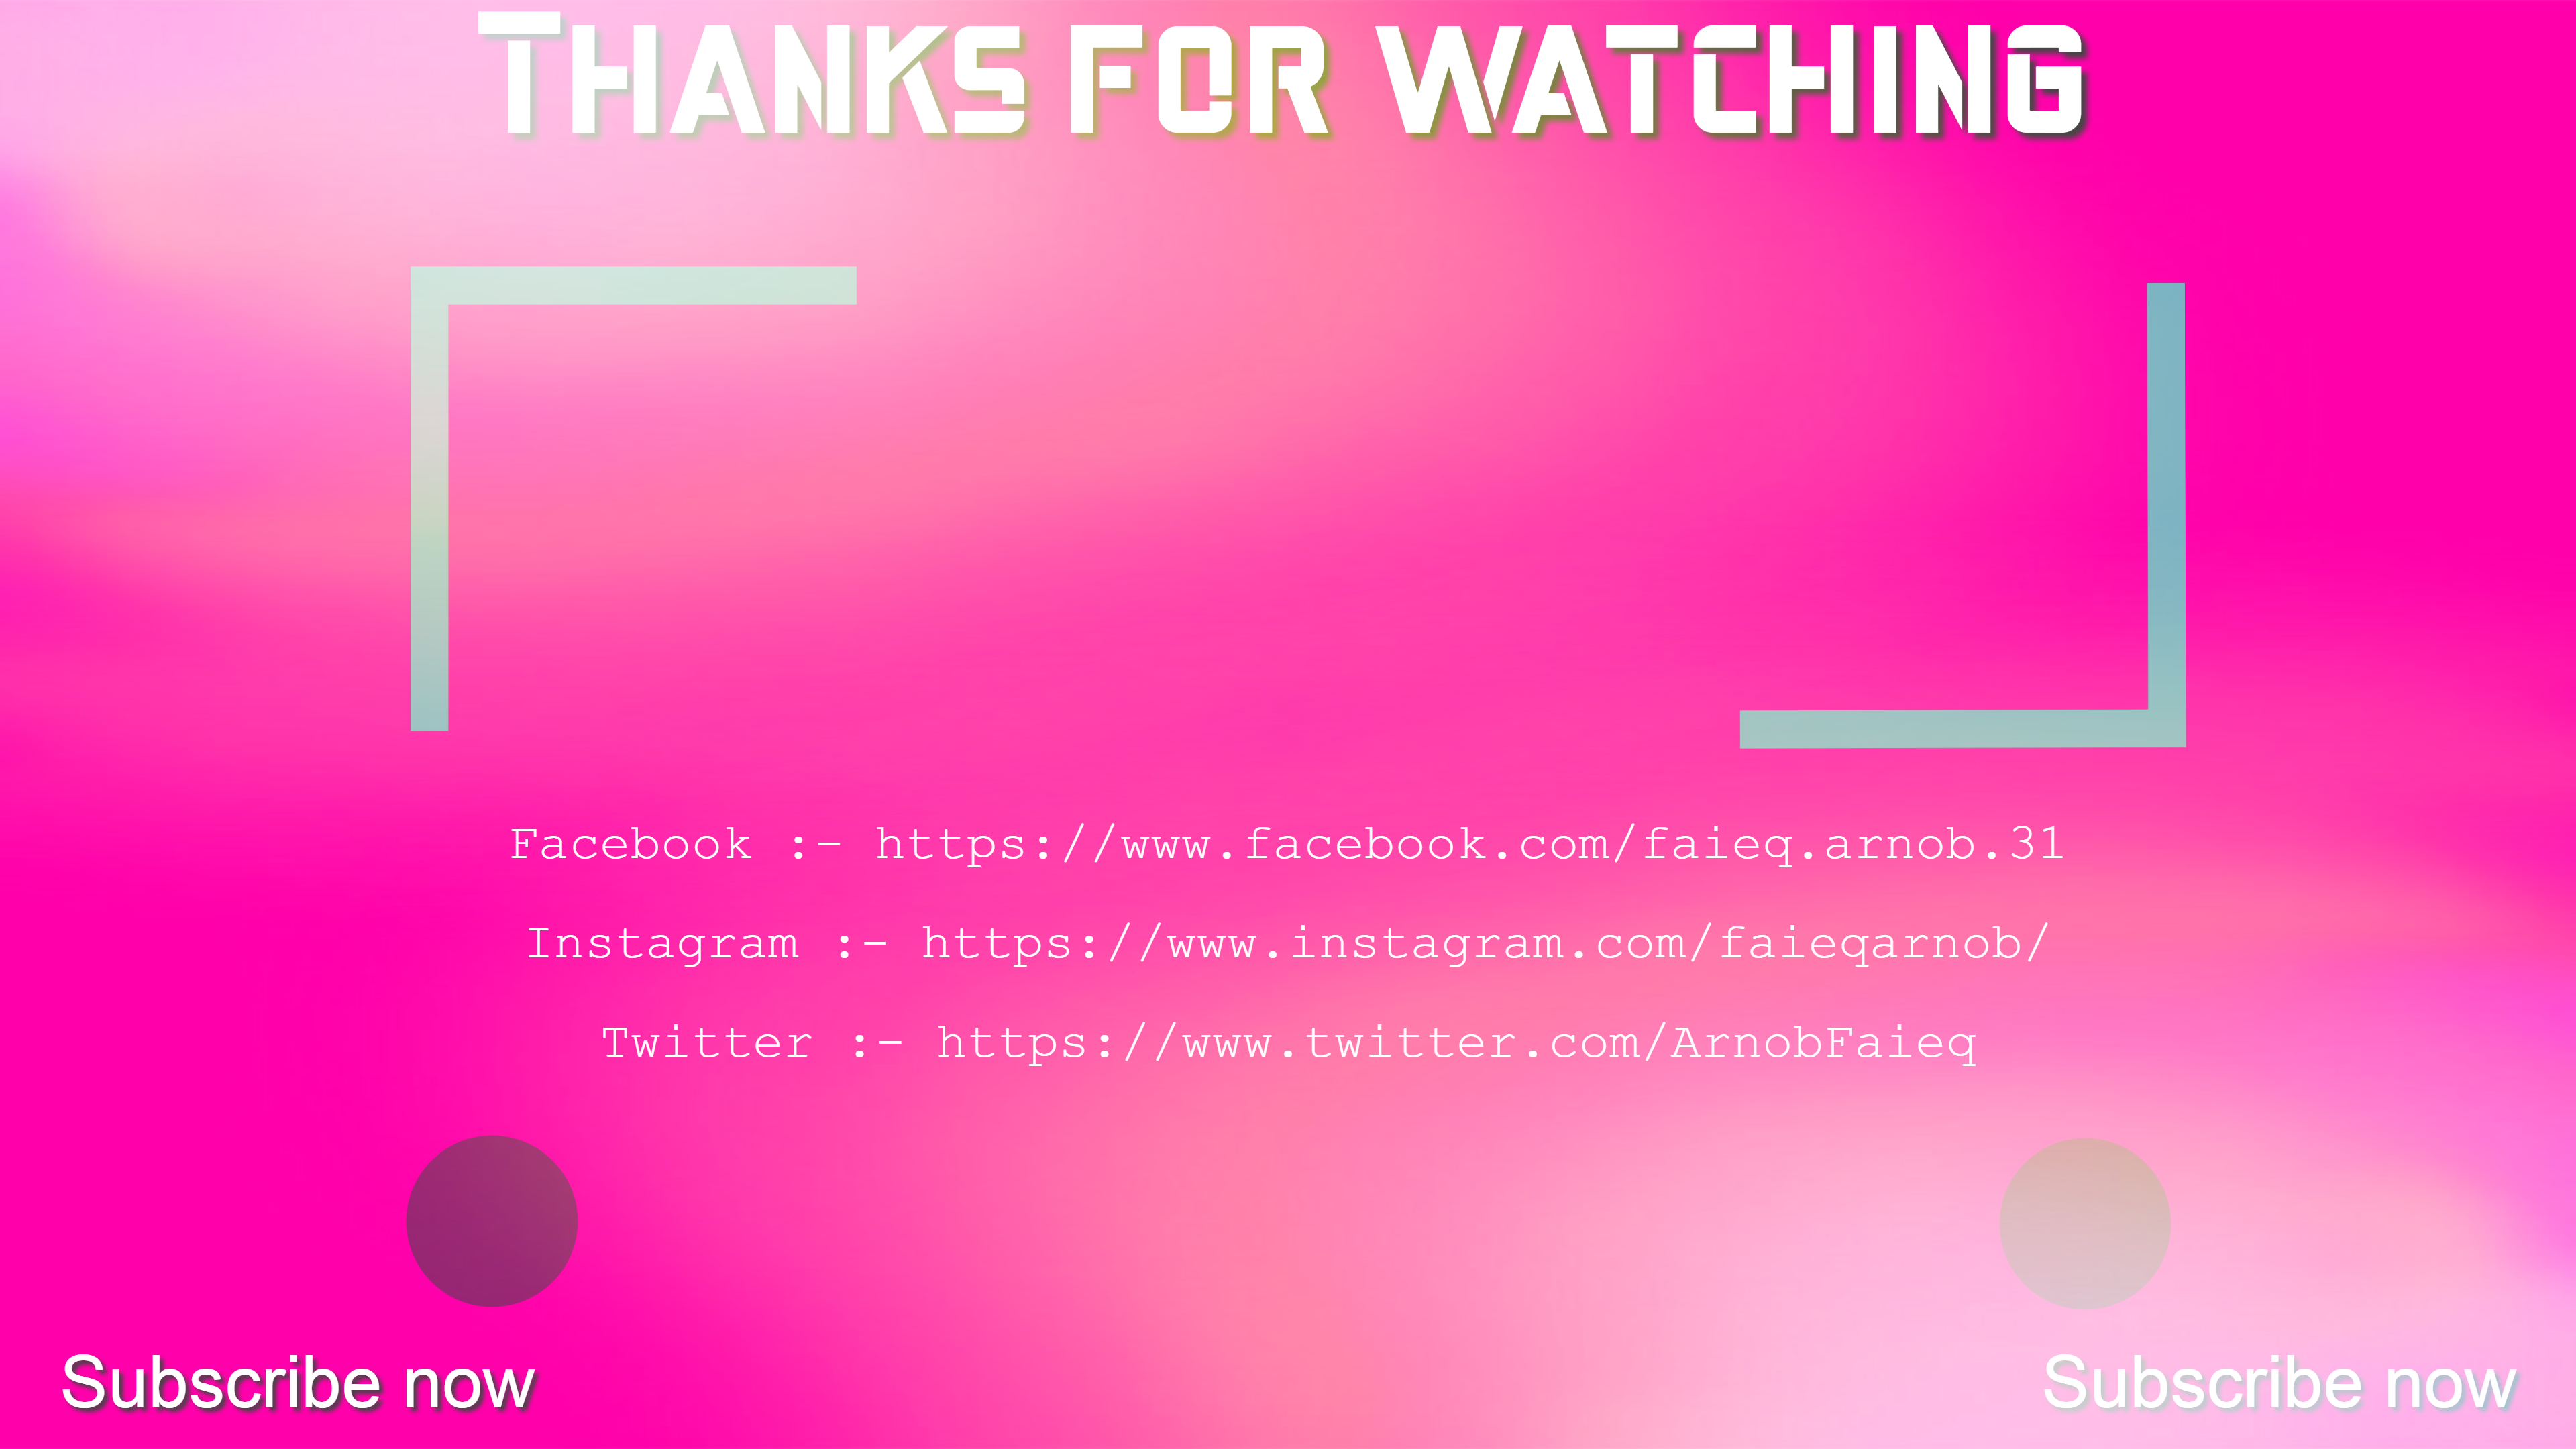 THANKS FOR WATCHING
Facebook :- https://www.facebook.com/faieq.arnob.31
Instagram :- https://www.instagram.com/faieqarnob/
Twitter :- https://www.twitter.com/ArnobFaieq
Subscribe now
Subscribe now